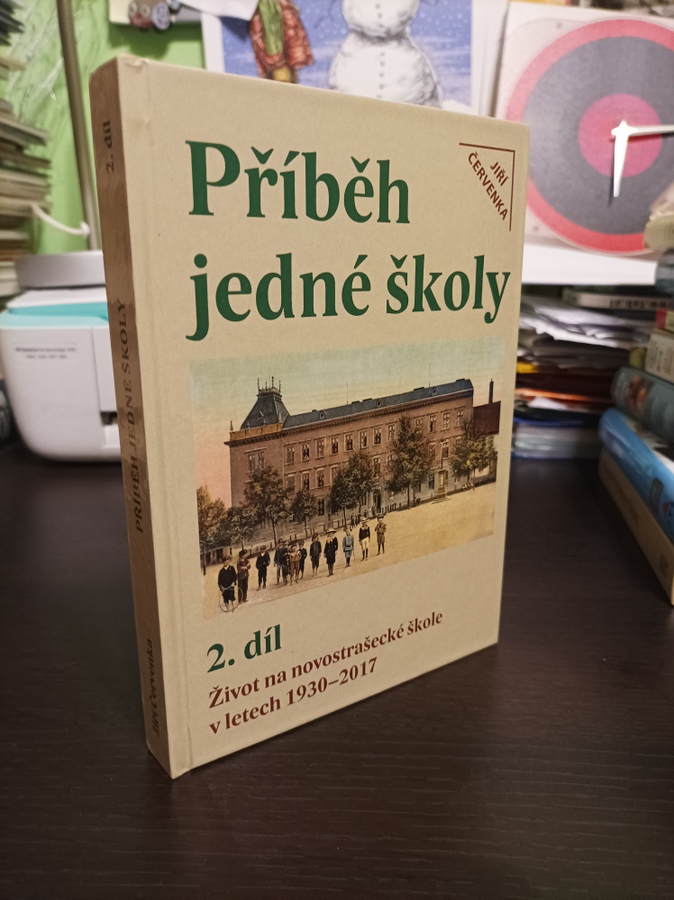 Příběh
jedné školy
JIŘÍ
ČERVENKA
2. díl
Život na novostrašecké škole
v letech 1930–2017
2. díl
PŘÍBĚH JEDNÉ ŠKOLY
Jiří Červenka